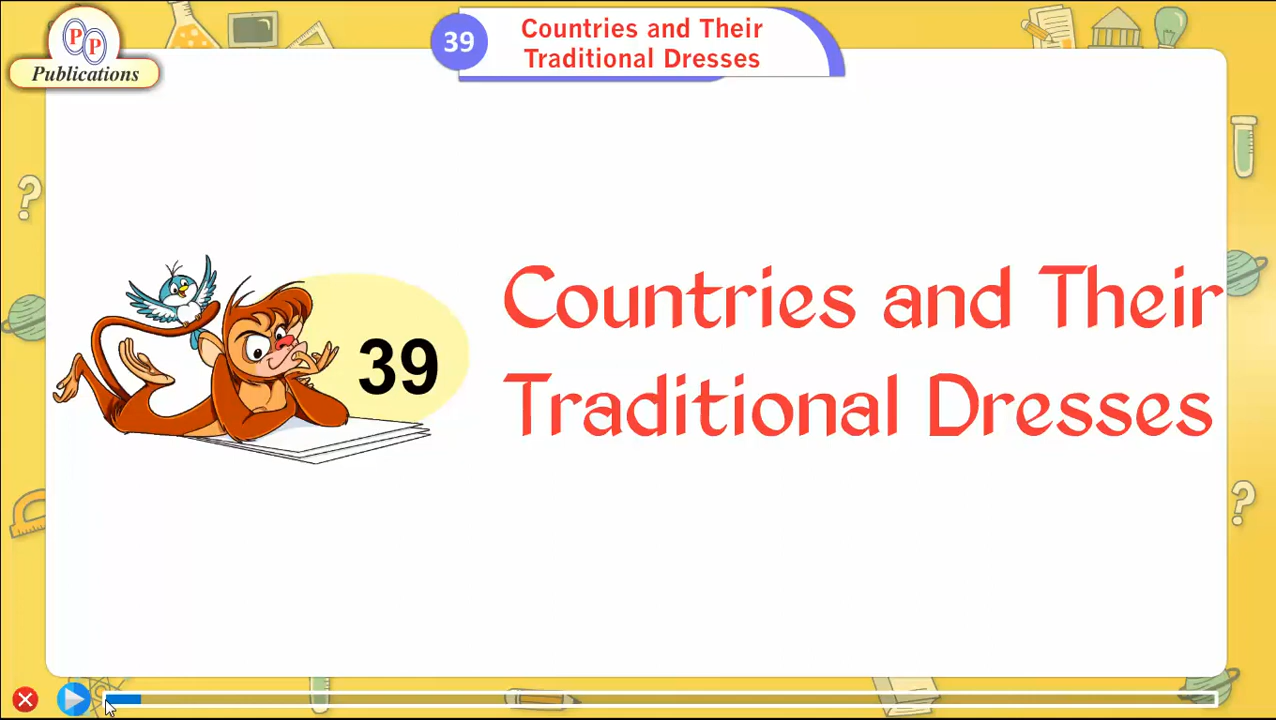 PP
Publications
39
Countries and Their
Traditional Dresses
39
Countries and Their
Traditional Dresses